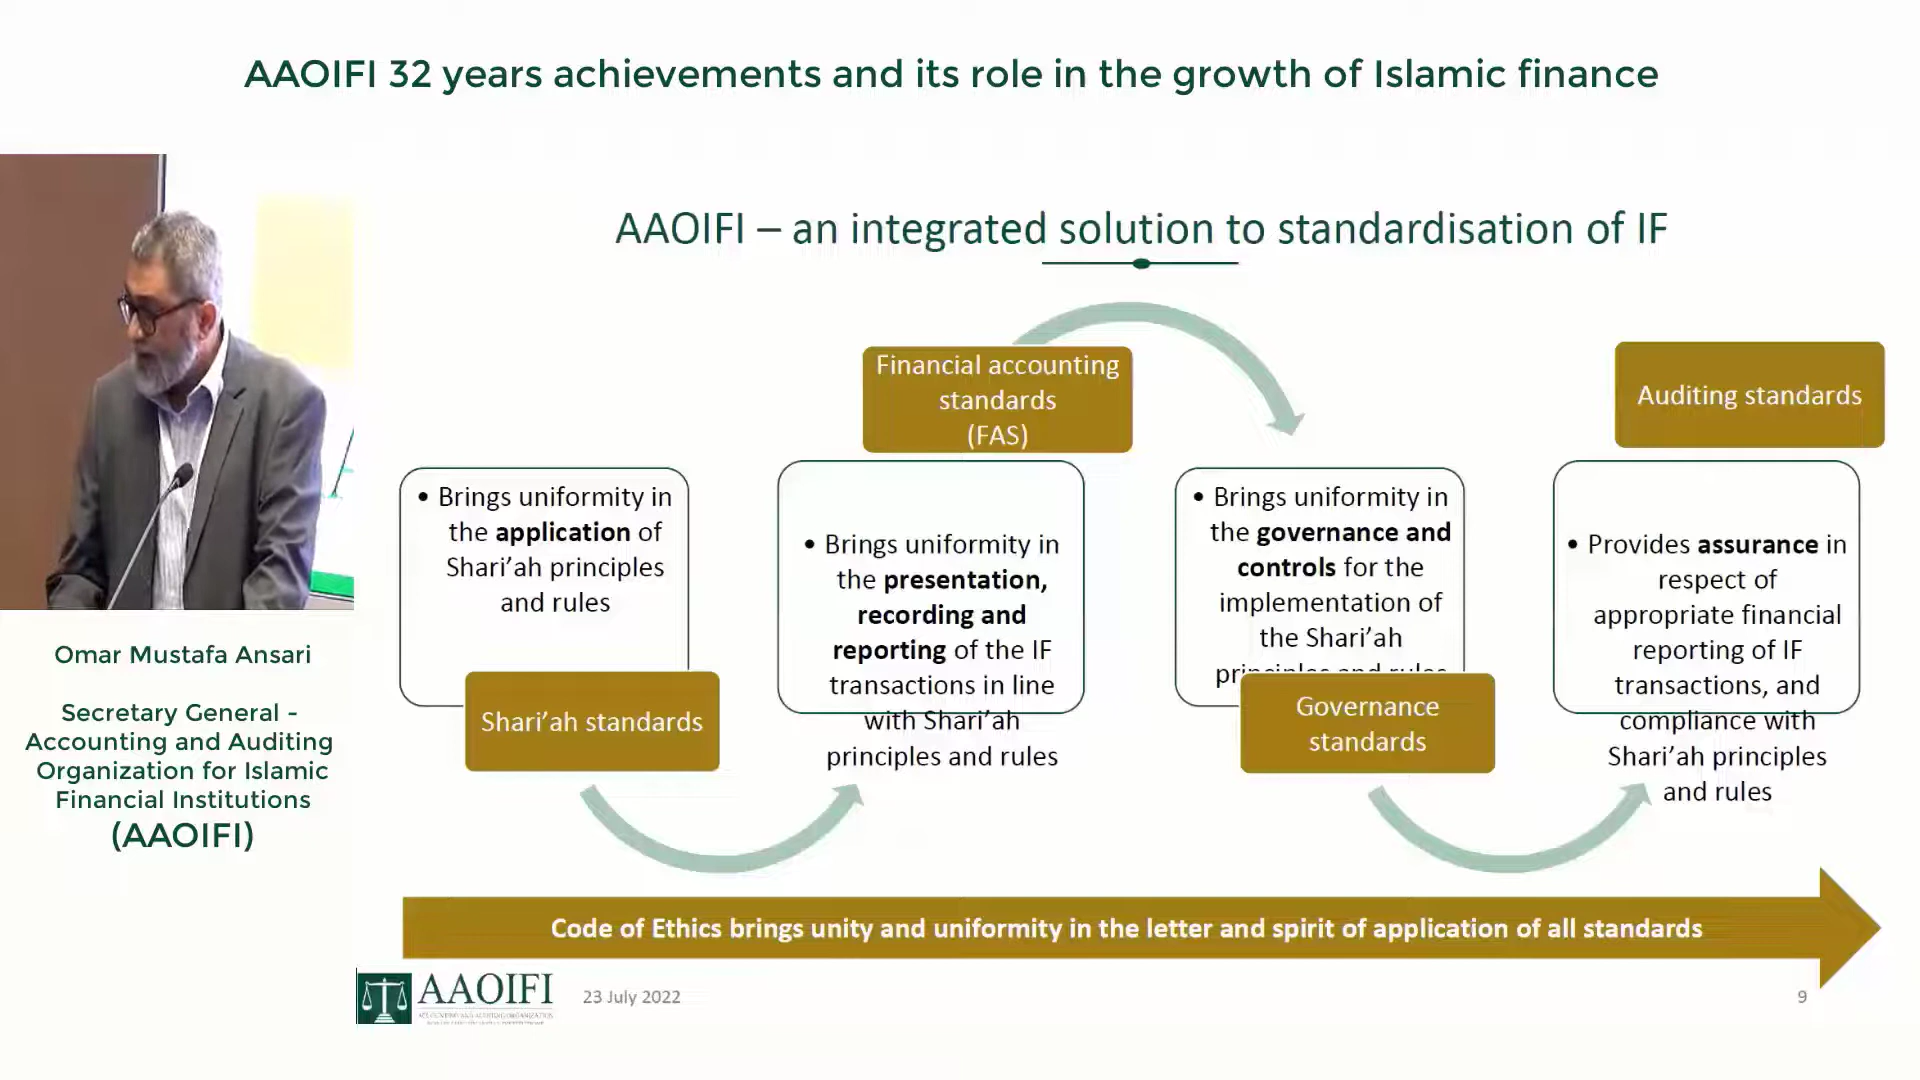 AAOIFI 32 years achievements and its role in the growth of Islamic finance
AAOIFI – an integrated solution to standardisation of IF
• Brings uniformity in
the application of
Shari’ah principles
and rules
Shari’ah standards
Financial accounting
standards
(FAS)
• Brings uniformity in
the presentation,
recording and
reporting of the IF
transactions in line
with Shari’ah
principles and rules
• Brings uniformity in
the governance and
controls for the
implementation of
the Shari’ah
principles and rules
Governance
standards
Auditing standards
• Provides assurance in
respect of
appropriate financial
reporting of IF
transactions, and
compliance with
Shari’ah principles
and rules
Code of Ethics brings unity and uniformity in the letter and spirit of application of all standards
Omar Mustafa Ansari
Secretary General -
Accounting and Auditing
Organization for Islamic
Financial Institutions
(AAOIFI)
AAOIFI
23 July 2022
9